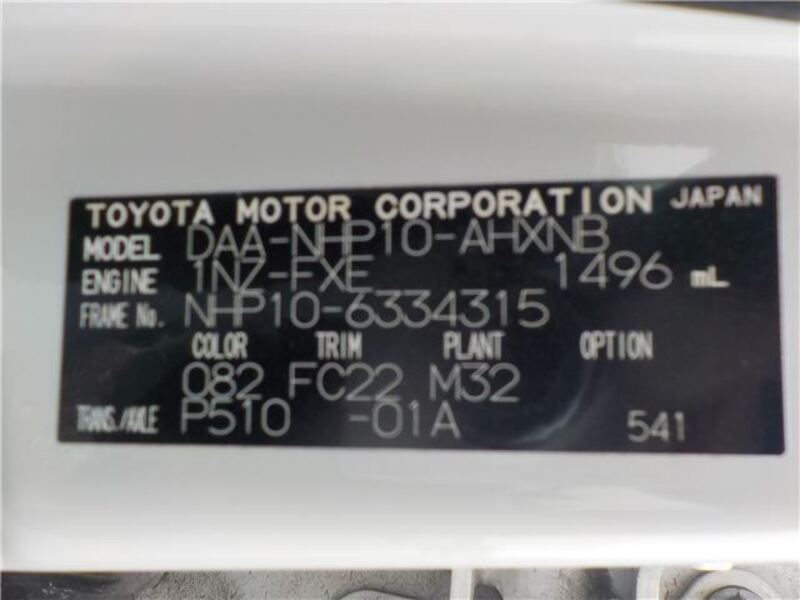 TOYOTA MOTOR CORPORATION JAPAN
MODEL DAA-NHP10-AHXNB
ENGINE 1NZ-FXE 1496 mL
FRAME No. NHP10-6334315
COLOR TRIM PLANT OPTION
082 FC22 M32
TRANS./AXLE P510 -01A 541